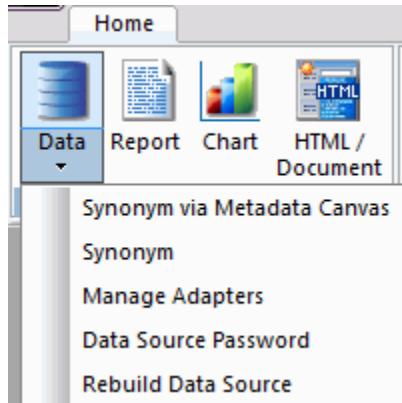 Home
HTML
Data Report Chart HTML /
Document
Synonym via Metadata Canvas
Synonym
Manage Adapters
Data Source Password
Rebuild Data Source